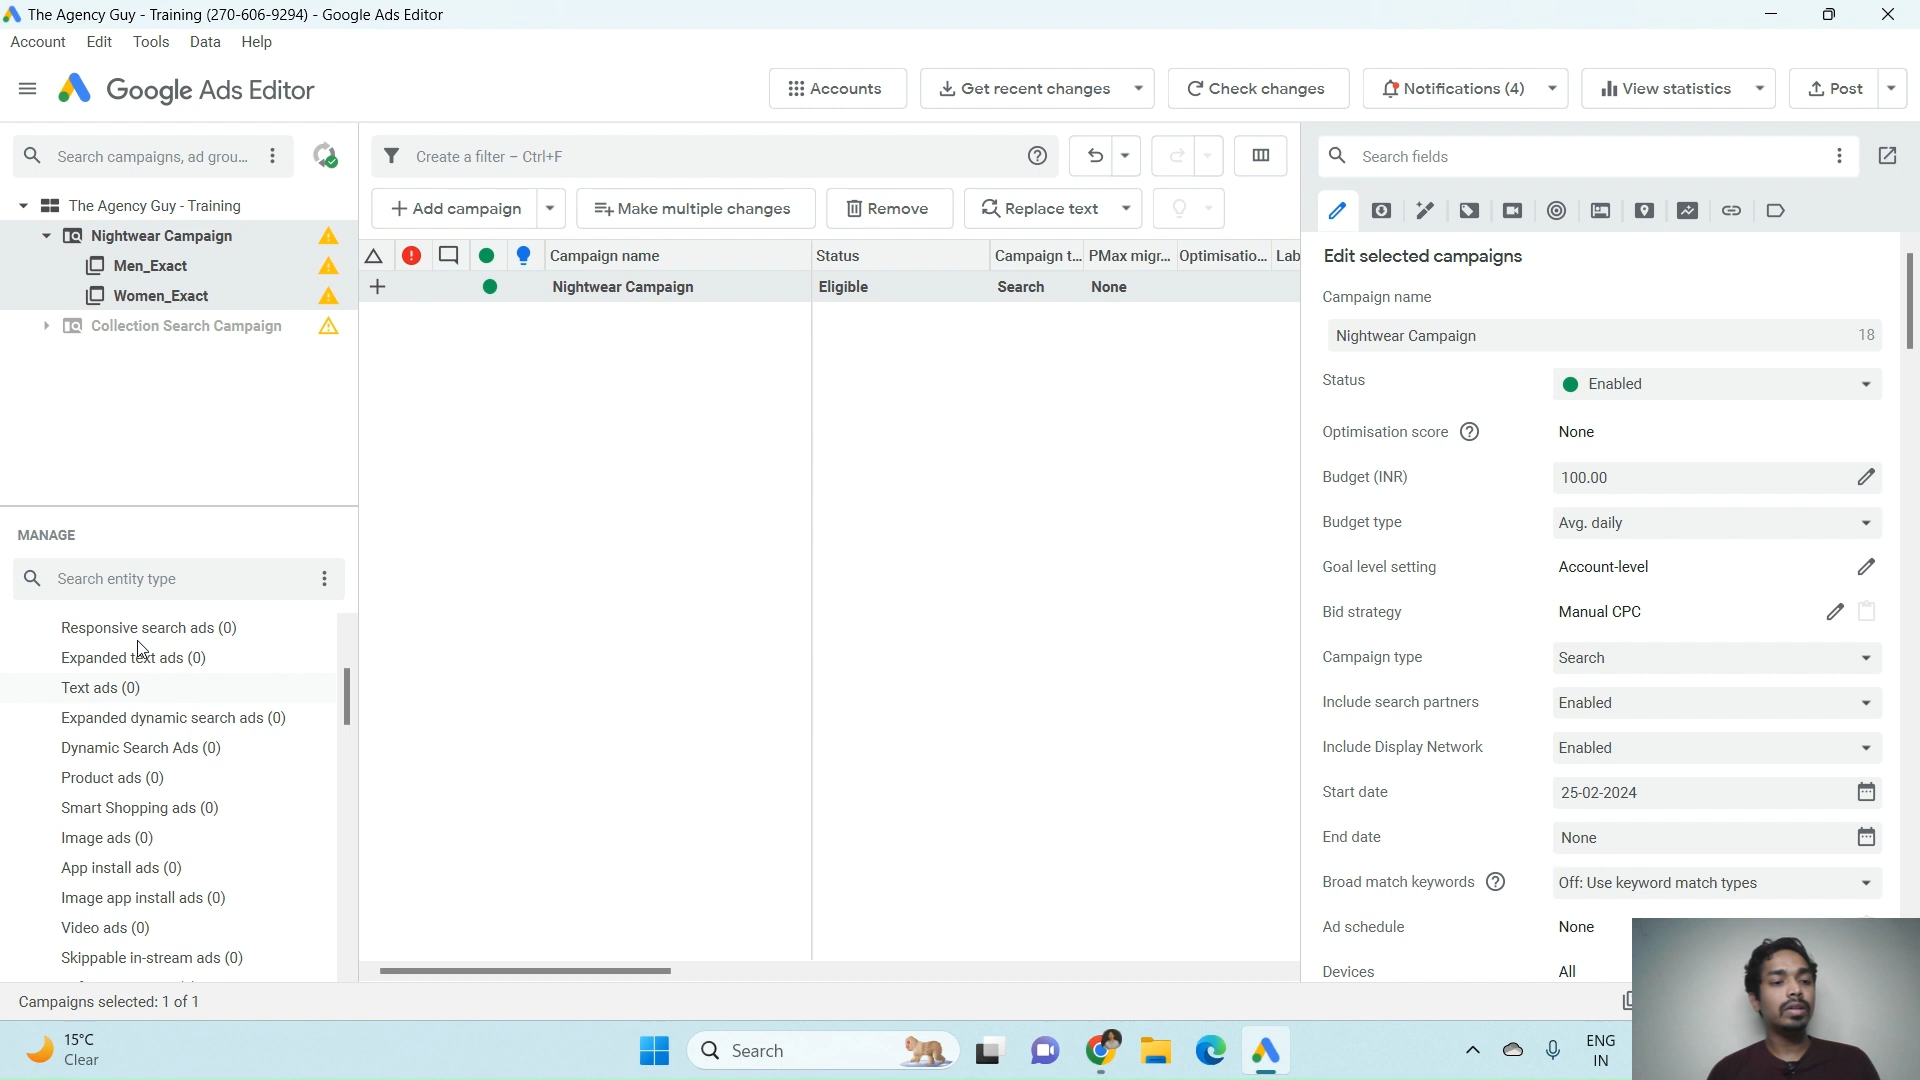 The Agency Guy - Training (270-606-9294) - Google Ads Editor
Account Edit Tools Data Help
Google Ads Editor
Accounts
Get recent changes
Check changes
Notifications (4)
View statistics
Post
Search campaigns, ad grou...
Create a filter – Ctrl+F
Search fields
The Agency Guy - Training
Nightwear Campaign
Men_Exact
Women_Exact
Collection Search Campaign
Add campaign
Make multiple changes
Remove
Replace text
Campaign name Status Campaign t... PMax migr... Optimisatio... Lab
Nightwear Campaign Eligible Search None
Edit selected campaigns
Campaign name
Nightwear Campaign 18
Status Enabled
Optimisation score None
Budget (INR) 100.00
Budget type Avg. daily
Goal level setting Account-level
Bid strategy Manual CPC
Campaign type Search
Include search partners Enabled
Include Display Network Enabled
Start date 25-02-2024
End date None
Broad match keywords Off: Use keyword match types
Ad schedule None
Devices All
MANAGE
Search entity type
Responsive search ads (0)
Expanded text ads (0)
Text ads (0)
Expanded dynamic search ads (0)
Dynamic Search Ads (0)
Product ads (0)
Smart Shopping ads (0)
Image ads (0)
App install ads (0)
Image app install ads (0)
Video ads (0)
Skippable in-stream ads (0)
Campaigns selected: 1 of 1
15°C
Clear
Search
ENG
IN